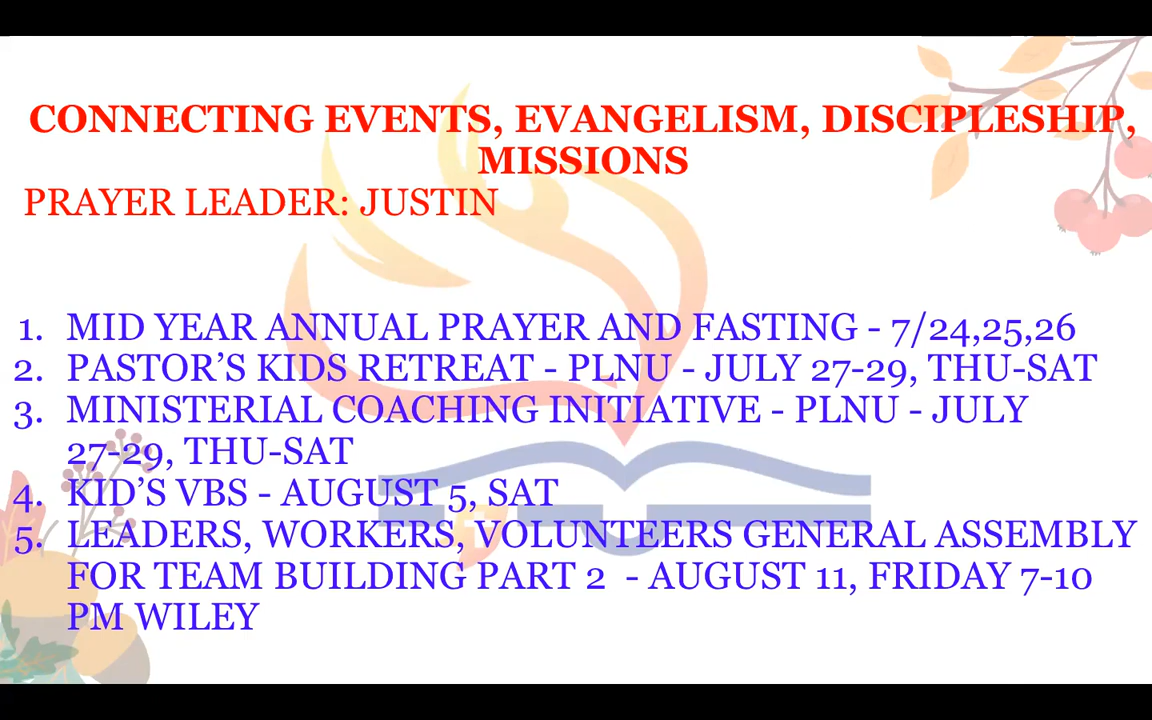 CONNECTING EVENTS, EVANGELISM, DISCIPLESHIP,
MISSIONS
PRAYER LEADER: JUSTIN
1. MID YEAR ANNUAL PRAYER AND FASTING - 7/24,25,26
2. PASTOR’S KIDS RETREAT - PLNU - JULY 27-29, THU-SAT
3. MINISTERIAL COACHING INITIATIVE - PLNU - JULY
27-29, THU-SAT
4. KID’S VBS - AUGUST 5, SAT
5. LEADERS, WORKERS, VOLUNTEERS GENERAL ASSEMBLY
FOR TEAM BUILDING PART 2 - AUGUST 11, FRIDAY 7-10
PM WILEY